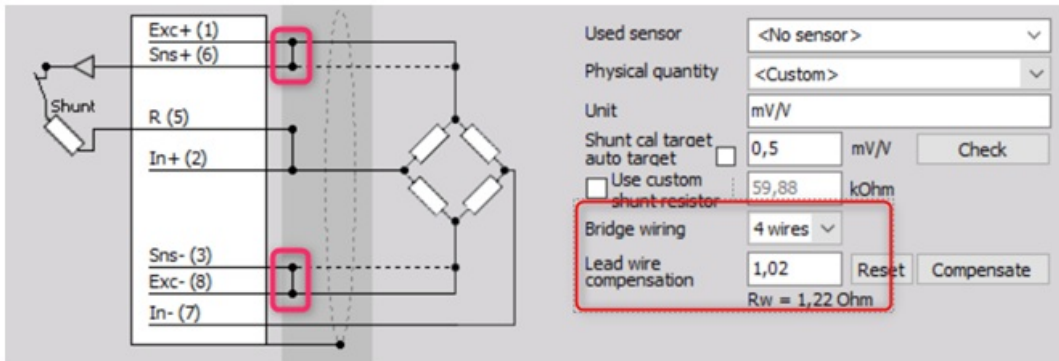 Exc+ (1)
Sns+ (6)
Shunt
R (5)
In+ (2)
Sns- (3)
Exc- (8)
In- (7)
Used sensor <No sensor>
Physical quantity <Custom>
Unit mV/V
Shunt cal target 0,5 mV/V Check
auto target
Use custom 59,88 kOhm
shunt resistor
Bridge wiring 4 wires
Lead wire 1,02 Reset Compensate
compensation
Rw = 1,22 Ohm